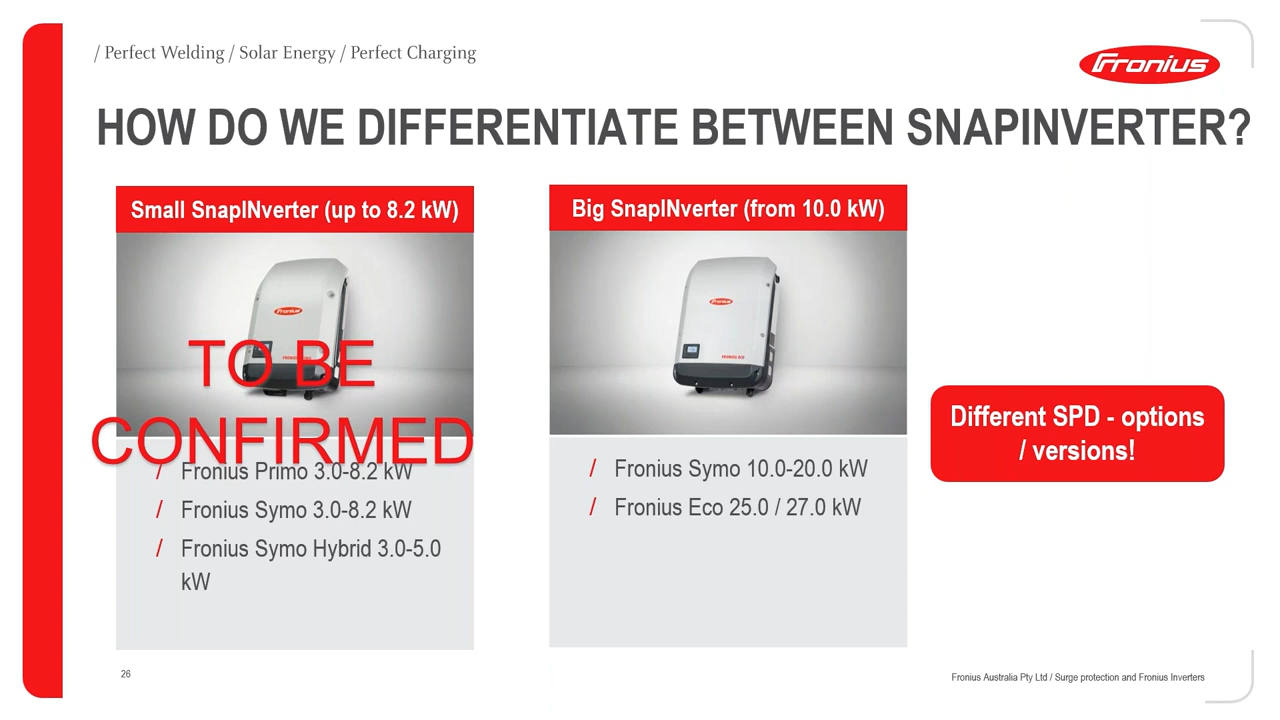 / Perfect Welding / Solar Energy / Perfect Charging
Fronius
HOW DO WE DIFFERENTIATE BETWEEN SNAPINVERTER?
Small SnapINverter (up to 8.2 kW)
Fronius
TO BE
CONFIRMED
/ Fronius Primo 3.0-8.2 kW
/ Fronius Symo 3.0-8.2 kW
/ Fronius Symo Hybrid 3.0-5.0
kW
Big SnapINverter (from 10.0 kW)
Fronius
FRONIUS ECO
/ Fronius Symo 10.0-20.0 kW
/ Fronius Eco 25.0 / 27.0 kW
Different SPD - options
/ versions!
26
Fronius Australia Pty Ltd / Surge protection and Fronius Inverters